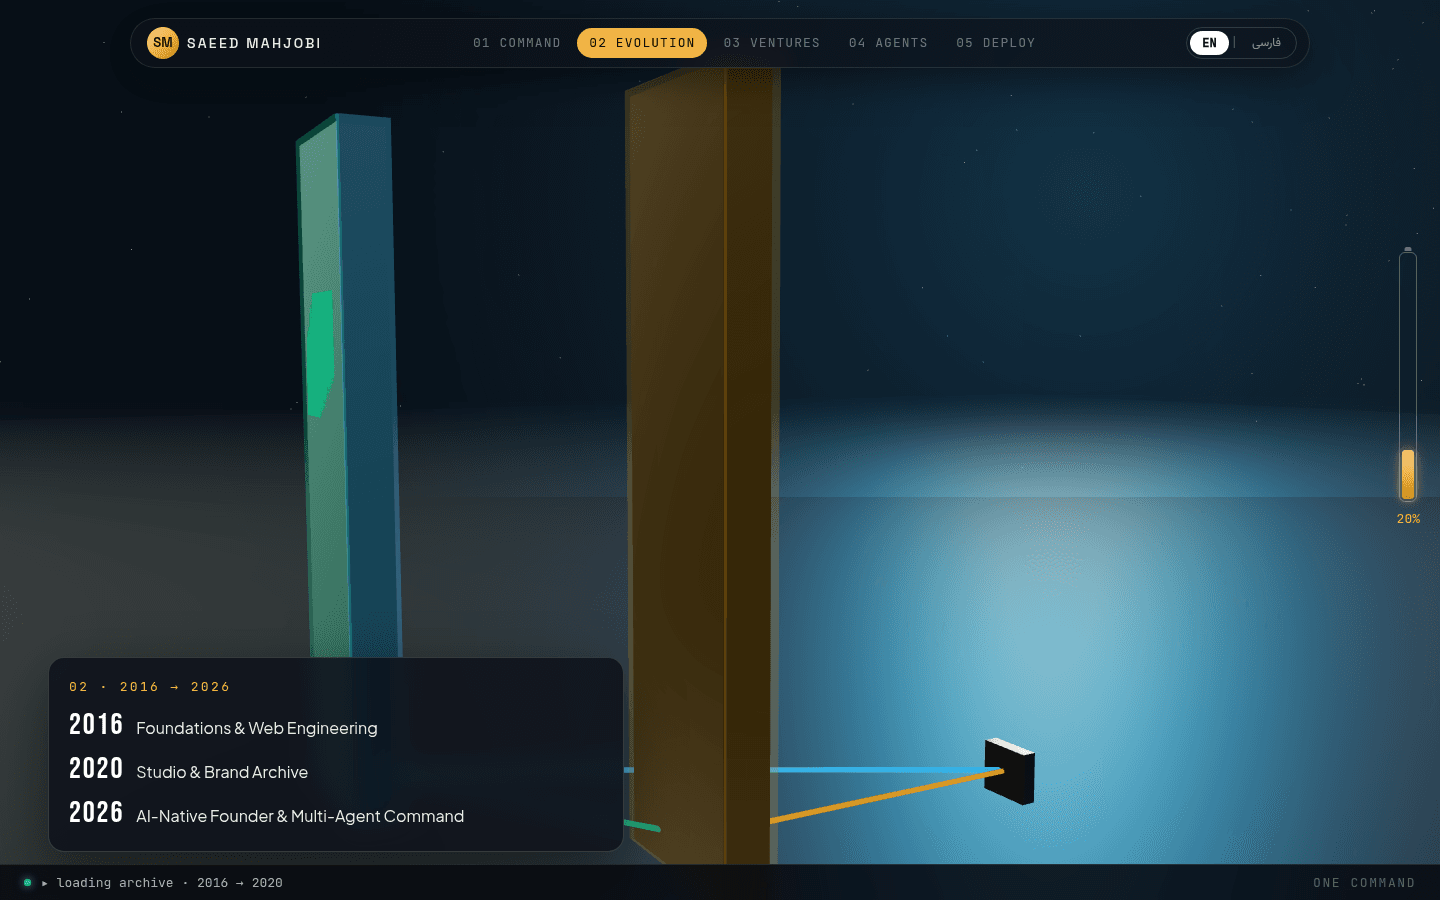 SM SAEED MAHJOBI
01 COMMAND 02 EVOLUTION 03 VENTURES 04 AGENTS 05 DEPLOY
EN | فارسی
20%
02 · 2016 → 2026
2016 Foundations & Web Engineering
2020 Studio & Brand Archive
2026 AI-Native Founder & Multi-Agent Command
▸ loading archive · 2016 → 2020
ONE COMMAND